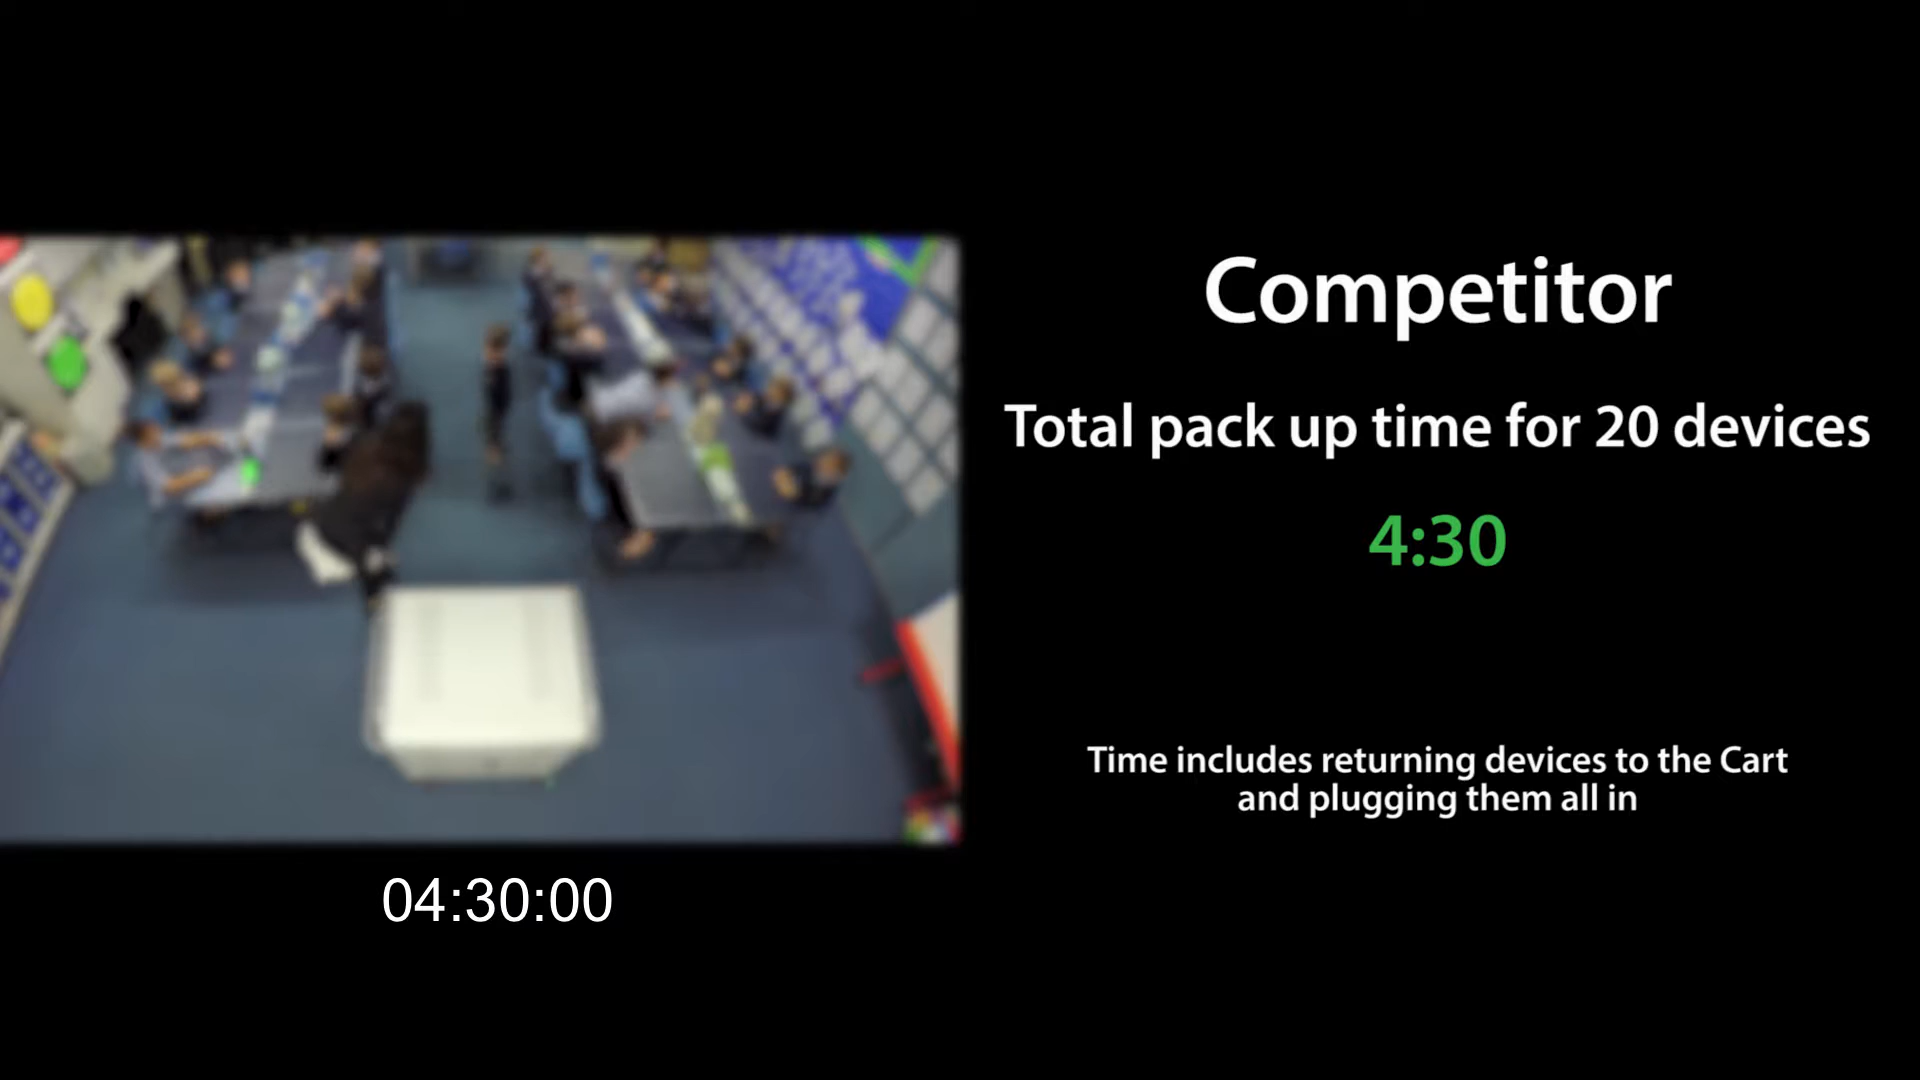 Competitor
Total pack up time for 20 devices
4:30
Time includes returning devices to the Cart
and plugging them all in
04:30:00